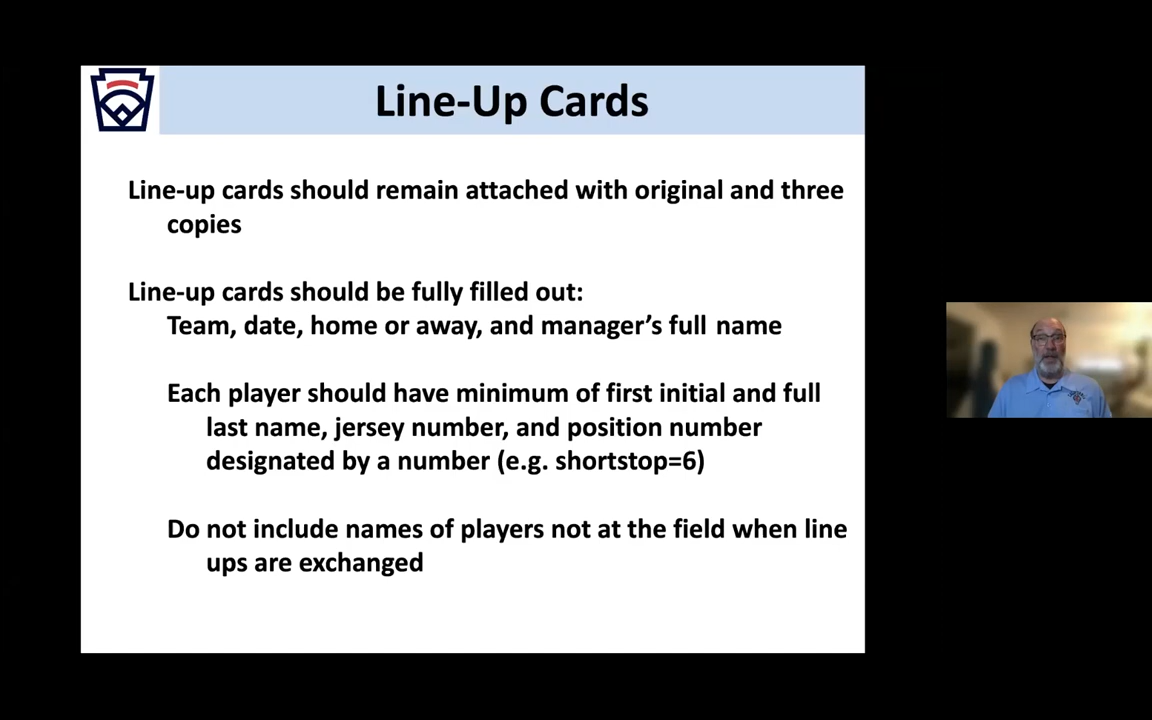 Line-Up Cards
Line-up cards should remain attached with original and three
copies
Line-up cards should be fully filled out:
Team, date, home or away, and manager’s full name
Each player should have minimum of first initial and full
last name, jersey number, and position number
designated by a number (e.g. shortstop=6)
Do not include names of players not at the field when line
ups are exchanged